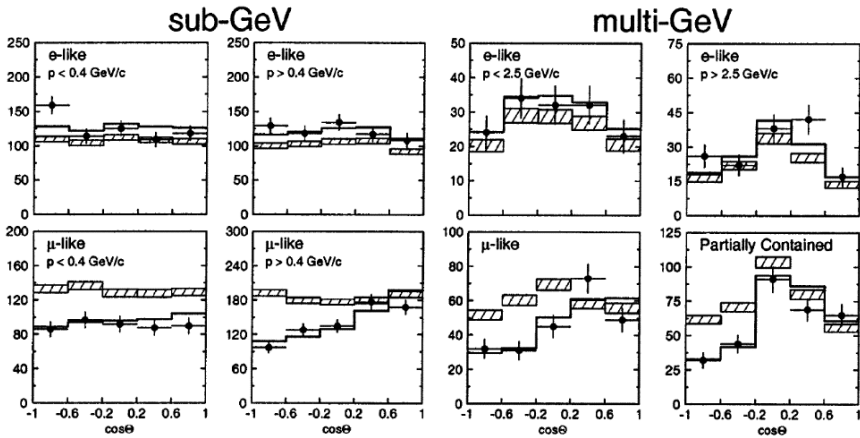 sub-GeV
multi-GeV
e-like
p < 0.4 GeV/c
e-like
p > 0.4 GeV/c
e-like
p < 2.5 GeV/c
e-like
p > 2.5 GeV/c
250
200
150
100
50
0
250
200
150
100
50
0
50
40
30
20
10
0
75
60
45
30
15
0
μ-like
p < 0.4 GeV/c
μ-like
p > 0.4 GeV/c
μ-like
Partially Contained
200
160
120
80
40
0
300
240
180
120
60
0
100
80
60
40
20
0
125
100
75
50
25
0
-1 -0.6 -0.2 0.2 0.6 1
cosΘ
-1 -0.6 -0.2 0.2 0.6 1
cosΘ
-1 -0.6 -0.2 0.2 0.6 1
cosΘ
-1 -0.6 -0.2 0.2 0.6 1
cosΘ